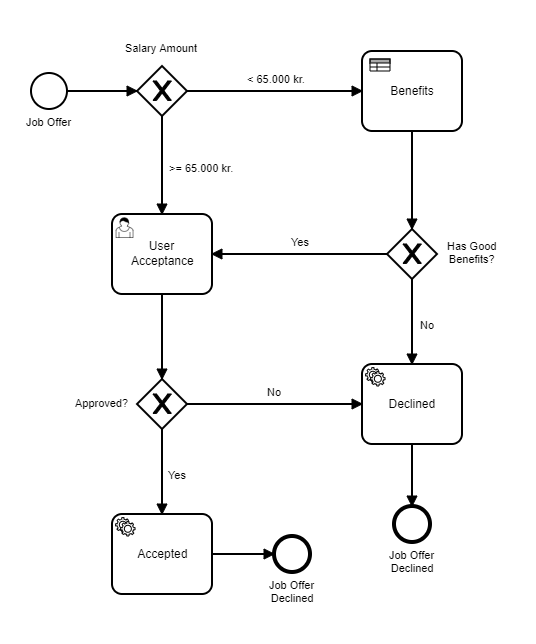 Salary Amount
< 65.000 kr.
Benefits
Job Offer
>= 65.000 kr.
User
Acceptance
Yes
Has Good
Benefits?
No
Approved?
No
Declined
Yes
Accepted
Job Offer
Declined
Job Offer
Declined